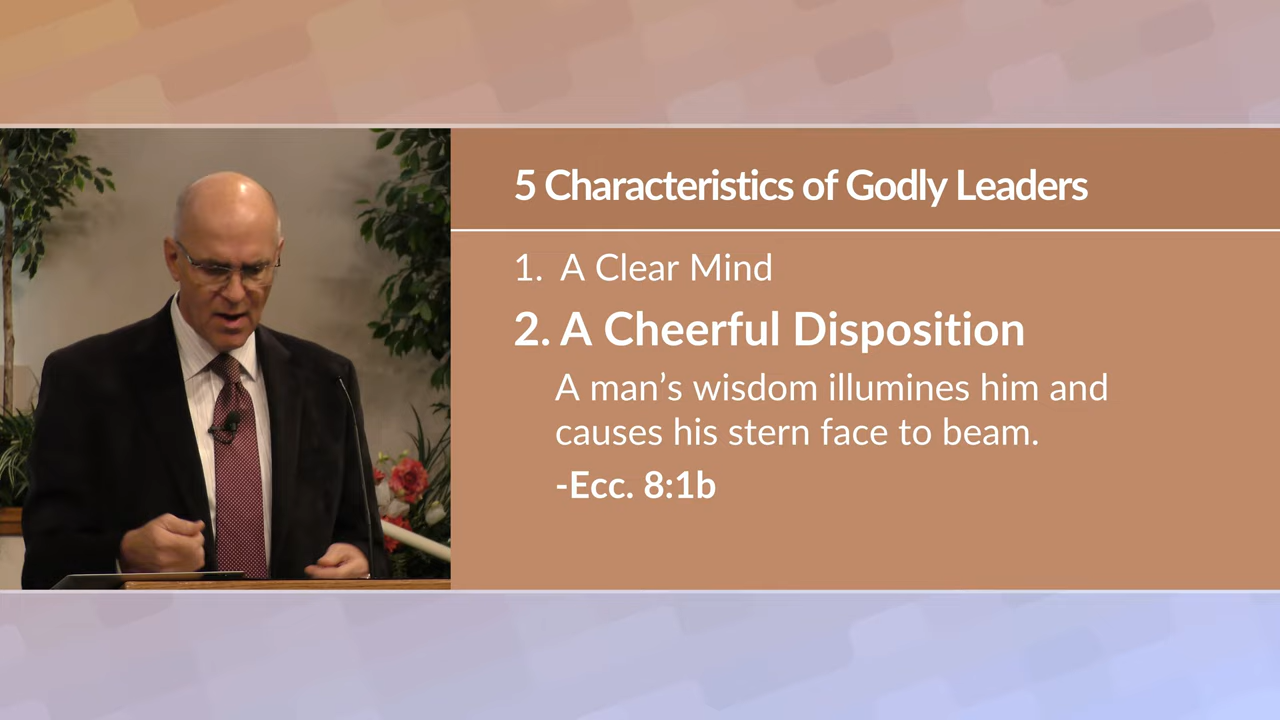 5 Characteristics of Godly Leaders
1. A Clear Mind
2. A Cheerful Disposition
A man’s wisdom illumines him and
causes his stern face to beam.
-Ecc. 8:1b